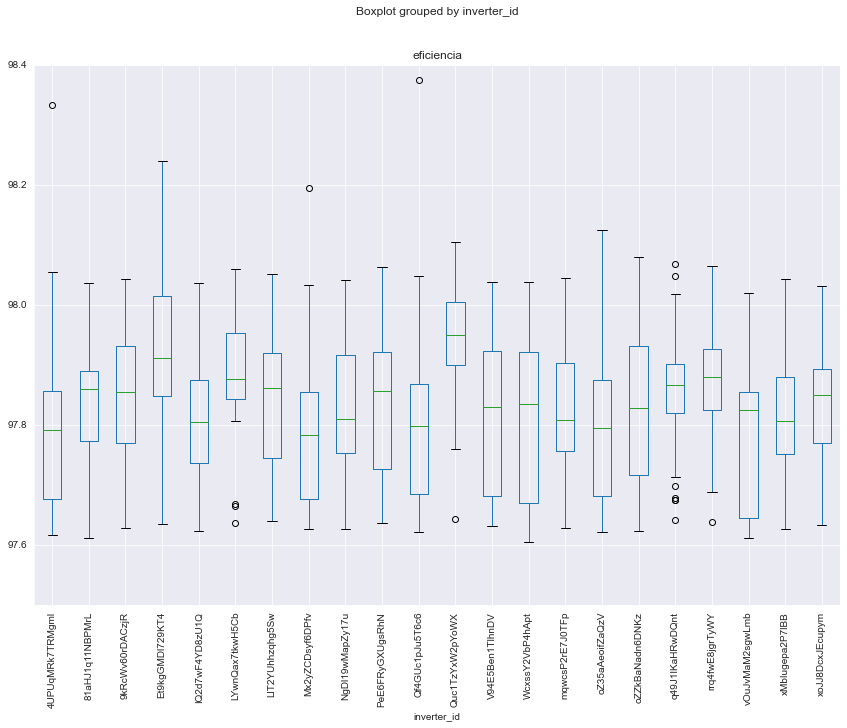 Boxplot grouped by inverter_id
eficiencia
98.4
98.2
98.0
97.8
97.6
4UPUqMRk7TRMgml
81aHJ1q11NBPMrL
9kRcWv60rDACzjR
Et9kgGMDl729KT4
IQ2d7wF4YD8zU1Q
LYwnQax7tkwH5Cb
LlT2YUhhzqhg5Sw
Mx2yZCDsyf6DPfv
NgDl19wMapZy17u
PeE6FRyGXUgsRhN
Qf4GUc1pJu5T6c6
Quc1TzYxW2pYoWX
V94E5Ben1TlhnDV
WcxssY2VbP4hApt
mqwcsP2rE7J0TFp
oZ35aAeoifZaQzV
oZZkBaNadn6DNKz
q49J1IKaHRwDQnt
rrq4fwE8jgrTyWY
vOuJvMaM2sgwLmb
xMbIugepa2P7lBB
xoJJ8DcxJEcupym
inverter_id